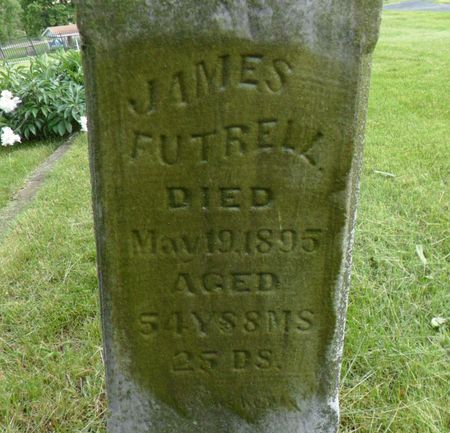 JAMES
FUTRELL
DIED
May 19, 1895
AGED
54 YS 8 MS
25 DS.